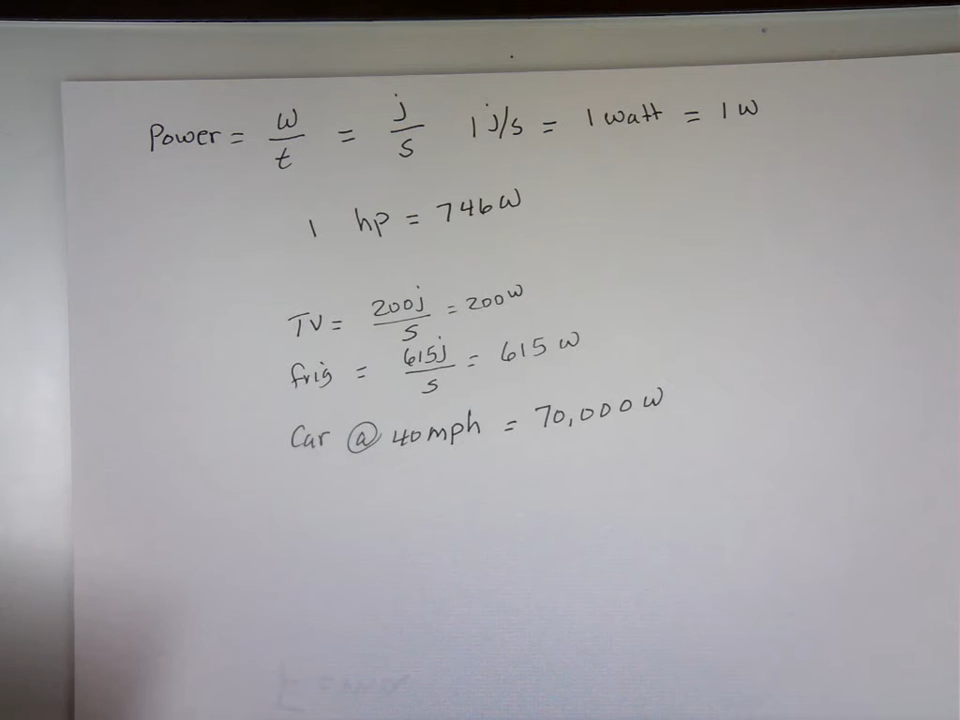 Power = w/t = j/s 1 j/s = 1 watt = 1 w
1 hp = 746 w
TV = 200j/s = 200 w
frig = 615j/s = 615 w
Car @ 40 mph = 70,000 w